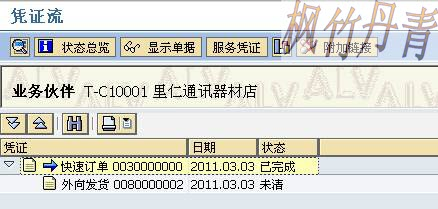 凭证流
枫竹丹青
状态总览 显示单据 服务凭证 附加链接
业务伙伴 T-C10001 里仁通讯器材店
凭证 日期 状态
快速订单 0030000000 2011.03.03 已完成
外向发货 0080000002 2011.03.03 未清